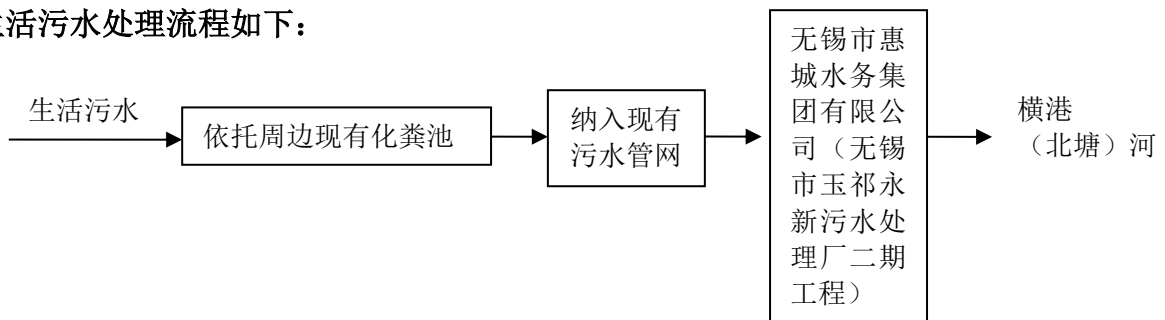 生活污水处理流程如下：
生活污水
依托周边现有化粪池
纳入现有
污水管网
无锡市惠
城水务集
团有限公
司（无锡
市玉祁永
新污水处
理厂二期
工程）
横港
（北塘）河